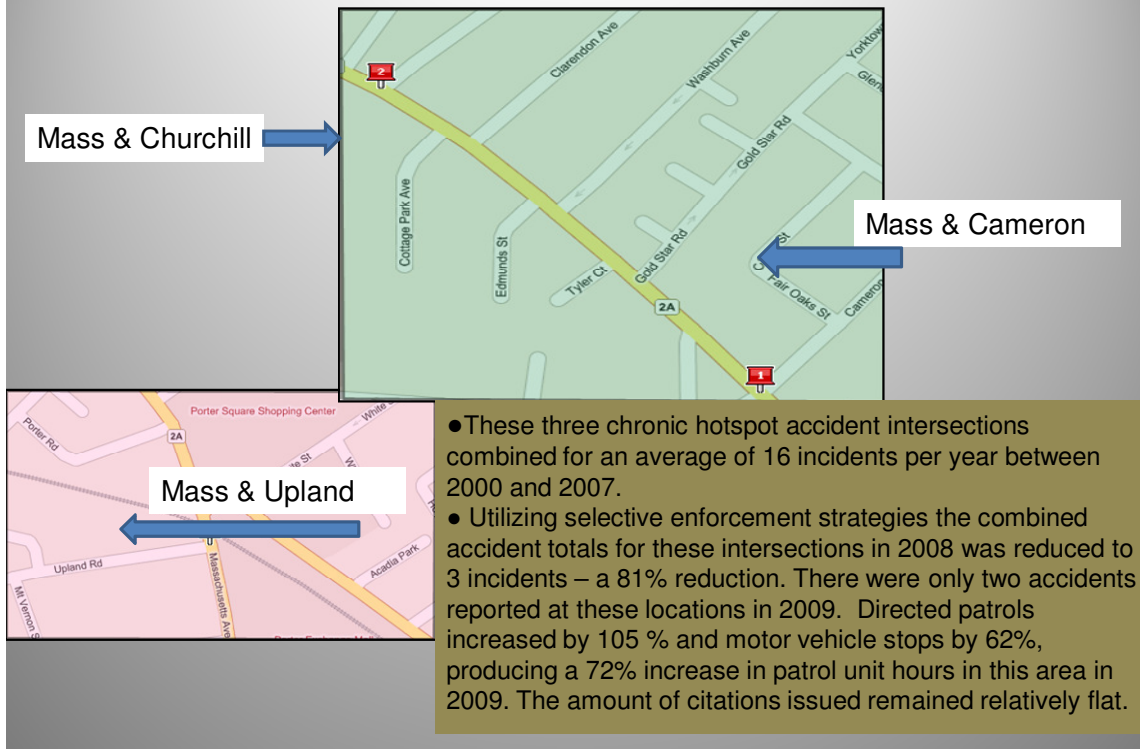 Mass & Churchill
2
Clarendon Ave
Washburn Ave
Gold Star Rd
Cottage Park Ave
Edmunds St
Tyler Ct
Gold Star Rd
2A
Fair Oaks St
1
Mass & Cameron
Porter Square Shopping Center
Porter Rd
2A
Mass & Upland
Upland Rd
Massachusetts Ave
Acadia Park
●These three chronic hotspot accident intersections
combined for an average of 16 incidents per year between
2000 and 2007.
● Utilizing selective enforcement strategies the combined
accident totals for these intersections in 2008 was reduced to
3 incidents – a 81% reduction. There were only two accidents
reported at these locations in 2009. Directed patrols
increased by 105 % and motor vehicle stops by 62%,
producing a 72% increase in patrol unit hours in this area in
2009. The amount of citations issued remained relatively flat.